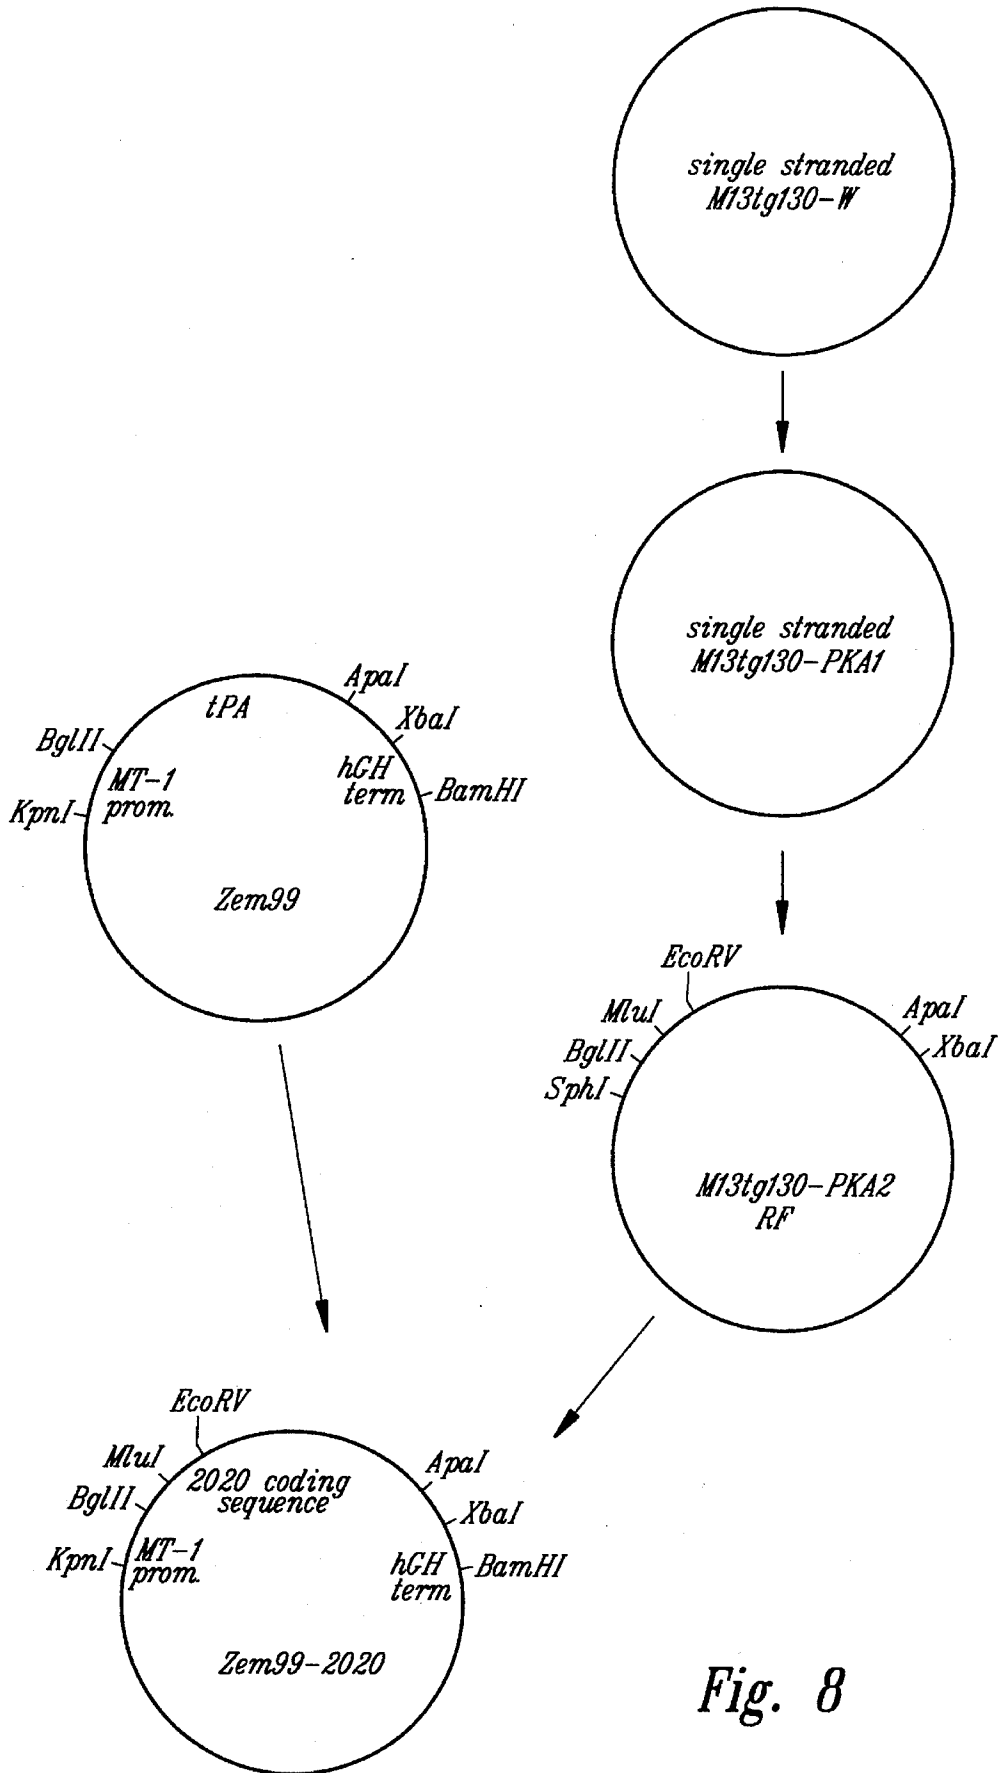 single stranded
M13tg130-W
single stranded
M13tg130-PKA1
ApaI
tPA
XbaI
BglII
hGH
term
MT-1
prom.
BamHI
KpnI
Zem99
EcoRV
MluI
ApaI
BglII
XbaI
SphI
M13tg130-PKA2
RF
EcoRV
MluI
2020 coding
sequence
ApaI
BglII
XbaI
KpnI
MT-1
prom.
hGH
term
BamHI
Zem99-2020
Fig. 8